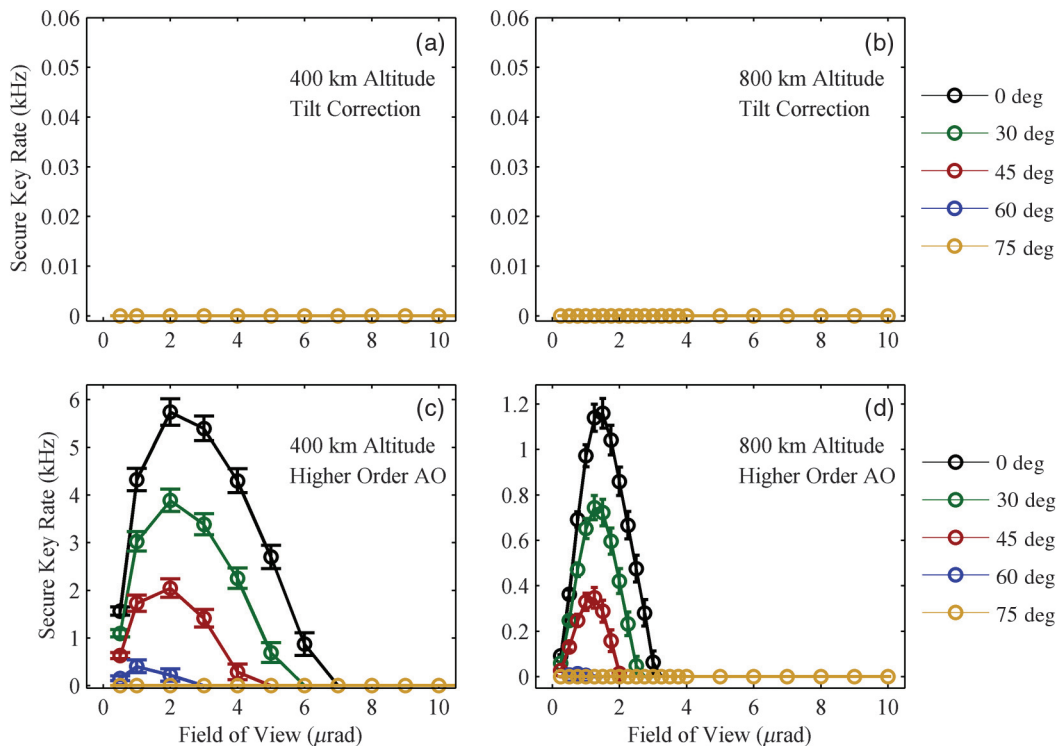 0.06
0.05
0.04
0.03
0.02
0.01
0
0 2 4 6 8 10
Secure Key Rate (kHz)
(a)
400 km Altitude
Tilt Correction
0.06
0.05
0.04
0.03
0.02
0.01
0
0 2 4 6 8 10
(b)
800 km Altitude
Tilt Correction
0 deg
30 deg
45 deg
60 deg
75 deg
6
5
4
3
2
1
0
0 2 4 6 8 10
Secure Key Rate (kHz)
Field of View (μrad)
(c)
400 km Altitude
Higher Order AO
1.2
1
0.8
0.6
0.4
0.2
0
0 2 4 6 8 10
Field of View (μrad)
(d)
800 km Altitude
Higher Order AO
0 deg
30 deg
45 deg
60 deg
75 deg